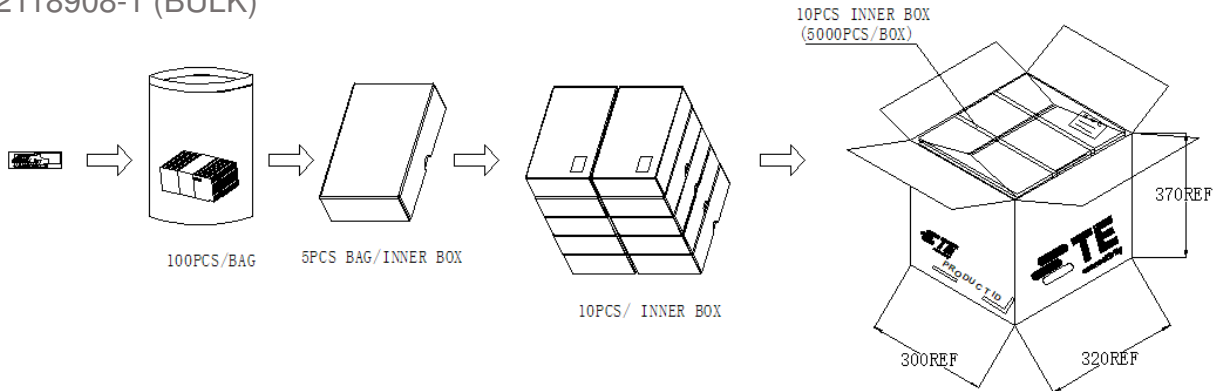 2118908-1 (BULK)
10PCS INNER BOX
(5000PCS/BOX)
100PCS/BAG
5PCS BAG/INNER BOX
10PCS/ INNER BOX
370REF
TE
TE
PRODUCT ID
300REF
320REF